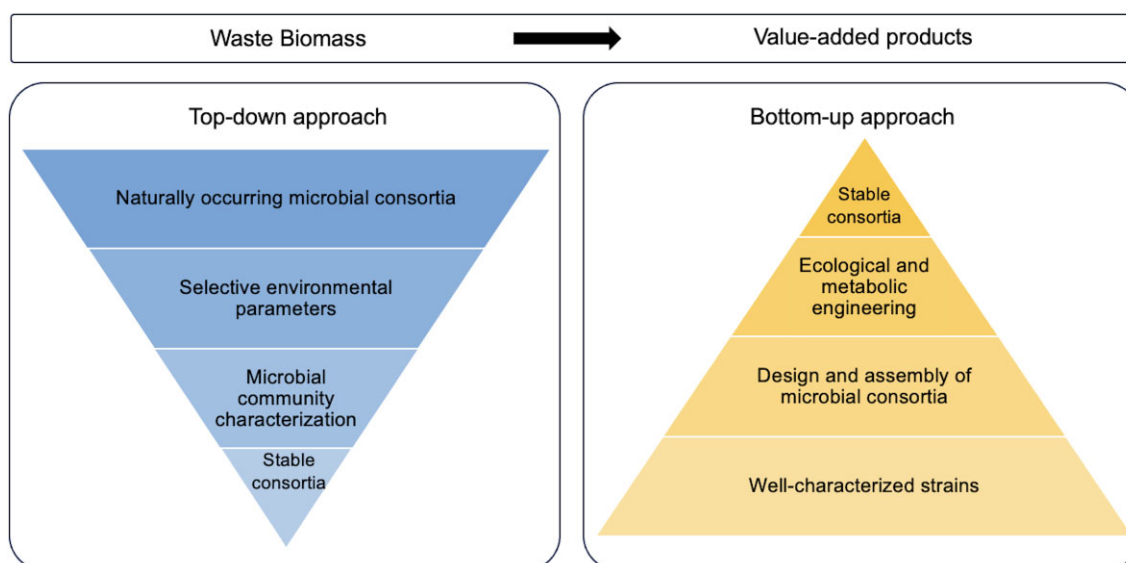 Waste Biomass
Value-added products
Top-down approach
Naturally occurring microbial consortia
Selective environmental
parameters
Microbial
community
characterization
Stable
consortia
Bottom-up approach
Stable
consortia
Ecological and
metabolic
engineering
Design and assembly of
microbial consortia
Well-characterized strains